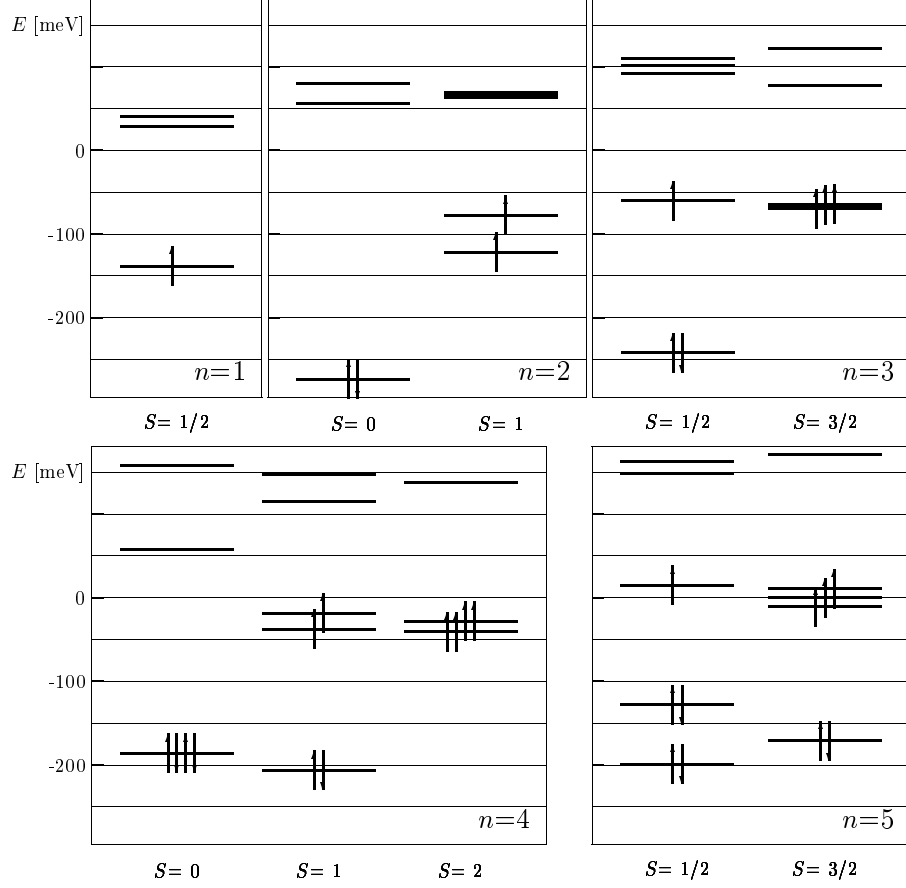 E [meV]
0
-100
-200
n=1
n=2
n=3
S= 1/2
S= 0
S= 1
S= 1/2
S= 3/2
E [meV]
0
-100
-200
n=4
n=5
S= 0
S= 1
S= 2
S= 1/2
S= 3/2